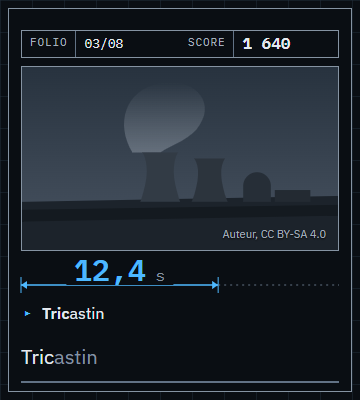 FOLIO 03/08 SCORE 1 640
Auteur, CC BY-SA 4.0
12,4 s
Tricastin
Tricastin